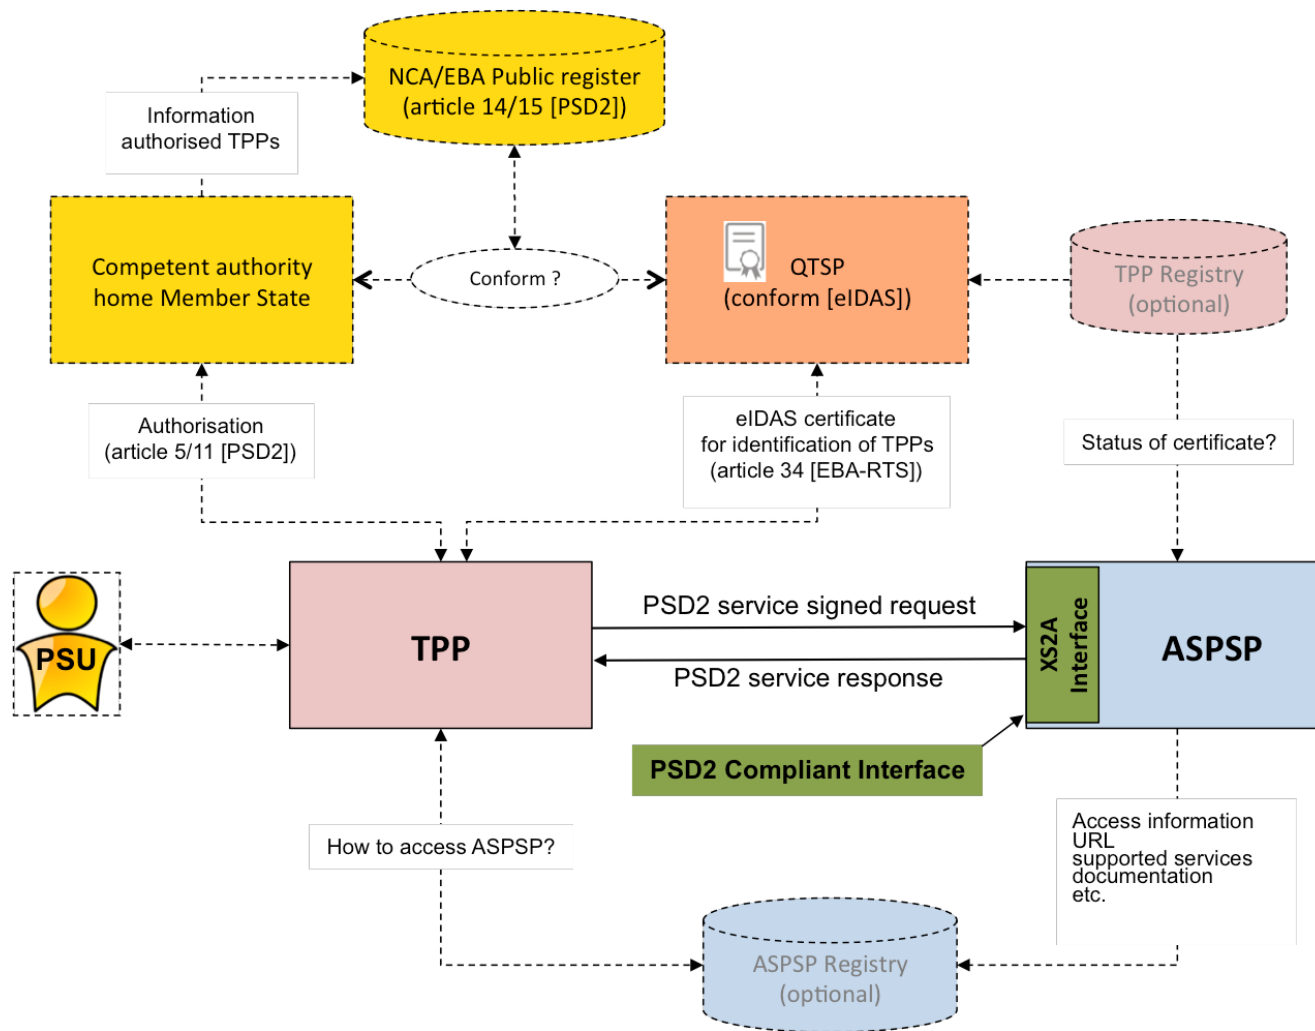 NCA/EBA Public register
(article 14/15 [PSD2])
Information
authorised TPPs
Competent authority
home Member State
Conform ?
QTSP
(conform [eIDAS])
TPP Registry
(optional)
Authorisation
(article 5/11 [PSD2])
eIDAS certificate
for identification of TPPs
(article 34 [EBA-RTS])
Status of certificate?
PSU
TPP
PSD2 service signed request
PSD2 service response
XS2A
Interface
ASPSP
PSD2 Compliant Interface
How to access ASPSP?
Access information
URL
supported services
documentation
etc.
ASPSP Registry
(optional)